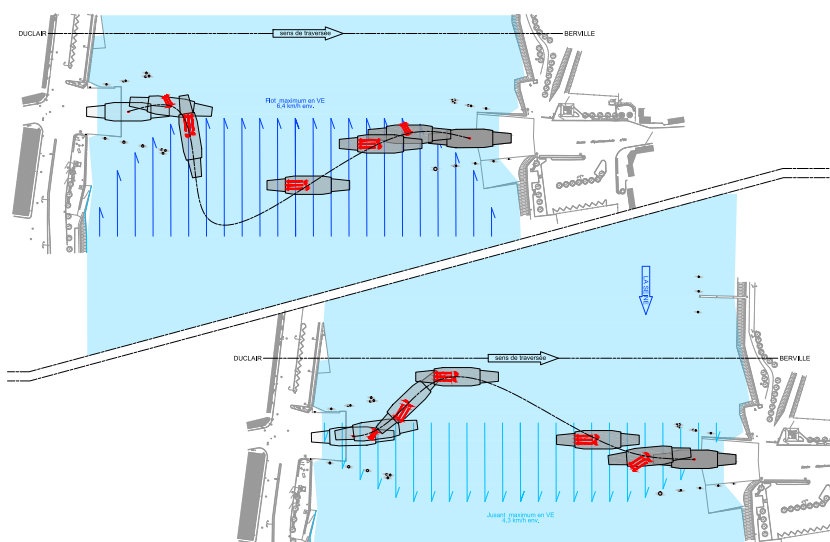 DUCLAIR
sens de traversée
BERVILLE
Flot maximum en VE
6,4 km/h env.
LA SEINE
DUCLAIR
sens de traversée
BERVILLE
Jusant maximum en VE
4,3 km/h env.